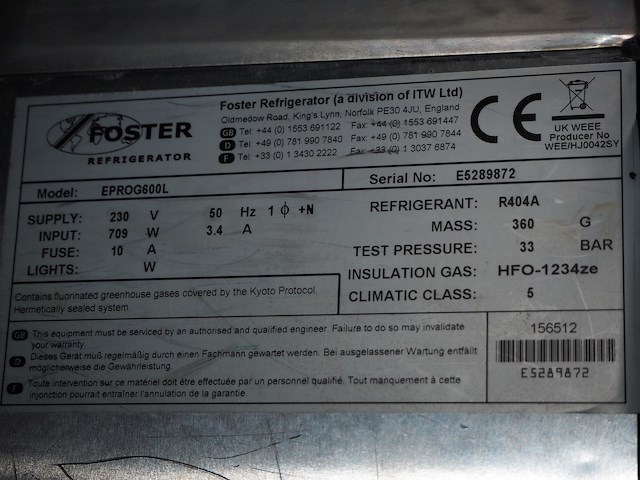 FOSTER
REFRIGERATOR
Foster Refrigerator (a division of ITW Ltd)
Oldmedow Road, King's Lynn, Norfolk PE30 4JU, England
GB Tel +44 (0) 1553 691122 Fax: +44 (0) 1553 691447
D Tel +49 (0) 781 990 7840 Fax: +49 (0) 781 990 7844
F Tel +33 (0) 1 3430 2222 Fax +33 (0) 1 3037 6874
CE
UK WEEE
Producer No
WEE/HJ0042SY
Model: EPROG600L
Serial No: E5289872
SUPPLY: 230 V 50 Hz 1 ϕ +N
INPUT: 709 W 3.4 A
FUSE: 10 A
LIGHTS: W
REFRIGERANT: R404A
MASS: 360 G
TEST PRESSURE: 33 BAR
INSULATION GAS: HFO-1234ze
CLIMATIC CLASS: 5
Contains fluorinated greenhouse gases covered by the Kyoto Protocol.
Hermetically sealed system.
GB This equipment must be serviced by an authorised and qualified engineer. Failure to do so may invalidate
your warranty
D Dieses Gerät muß regelmäßig durch einen Fachmann gewartet werden. Bei ausgelassener Wartung entfällt
möglicherweise die Gewährleistung
F Toute intervention sur ce matériel doit être effectuée par un personnel qualifié. Tout manquement à cette
injonction pourrait entraîner l'annulation de la garantie
156512
E5289872